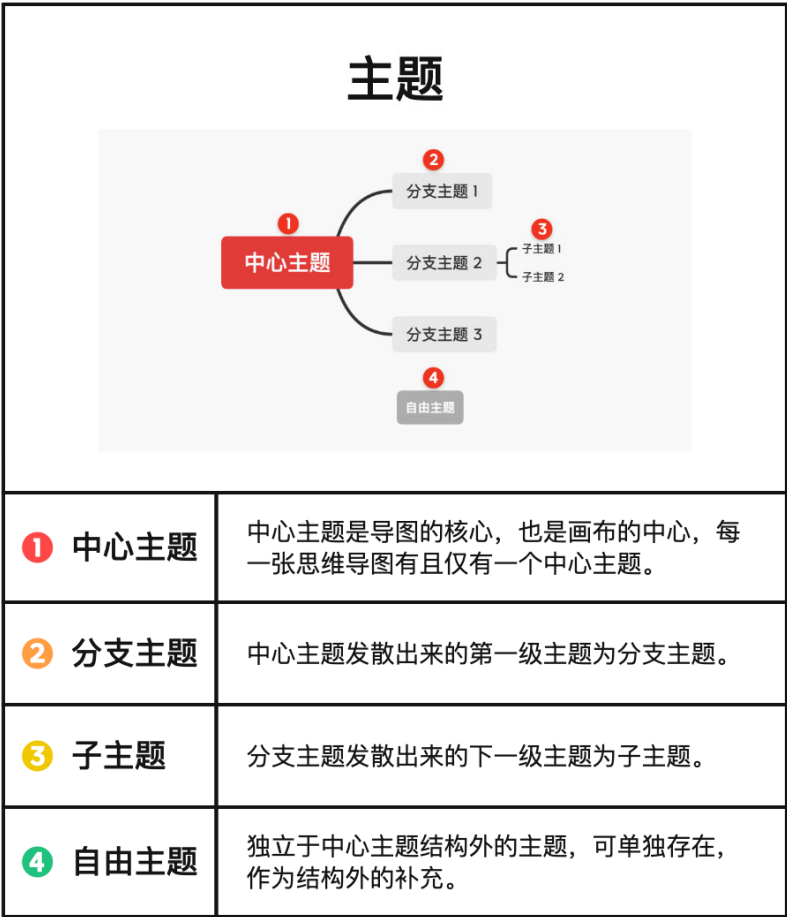 主题
2
分支主题 1
1
3
中心主题
分支主题 2
子主题 1
子主题 2
分支主题 3
4
自由主题
1 中心主题
中心主题是导图的核心，也是画布的中心，每
一张思维导图有且仅有一个中心主题。
2 分支主题
中心主题发散出来的第一级主题为分支主题。
3 子主题
分支主题发散出来的下一级主题为子主题。
4 自由主题
独立于中心主题结构外的主题，可单独存在，
作为结构外的补充。